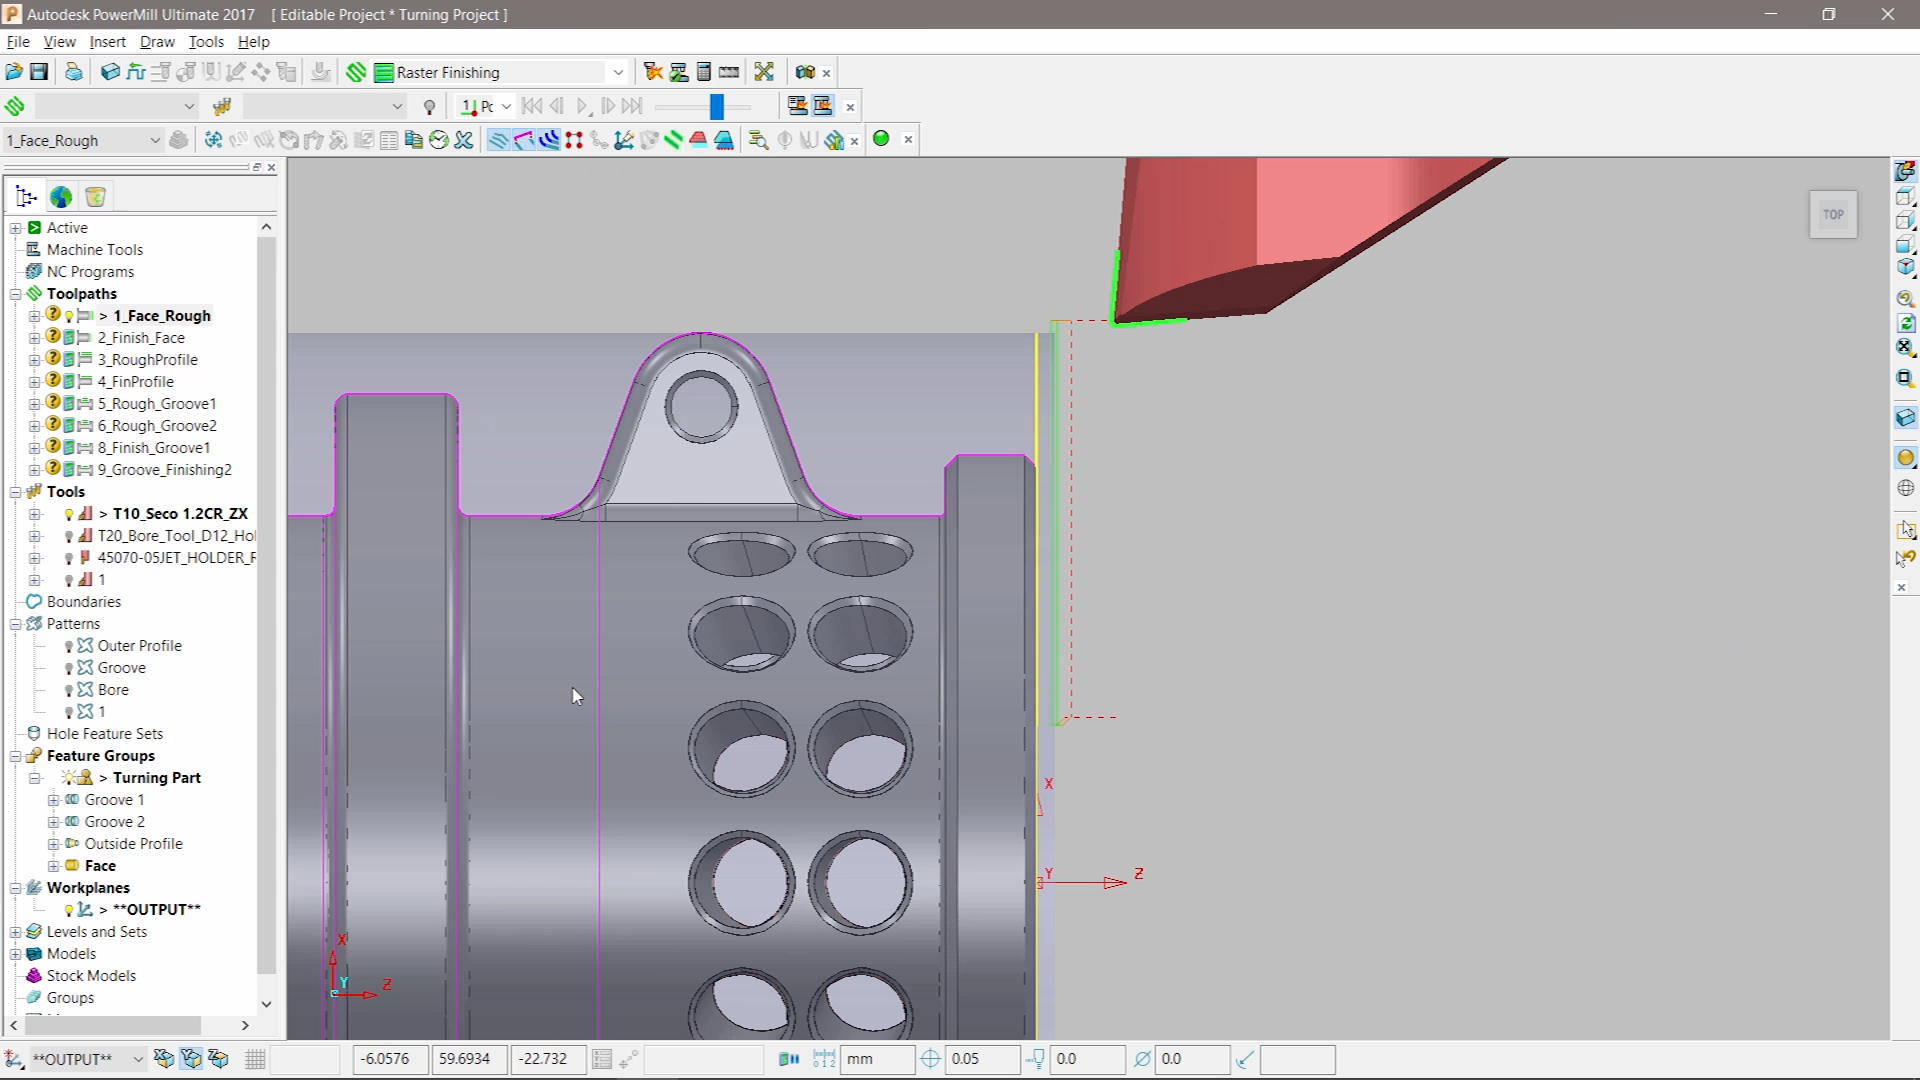 Autodesk PowerMill Ultimate 2017 [ Editable Project * Turning Project ]
File View Insert Draw Tools Help
Raster Finishing
1_Face_Rough
Active
Machine Tools
NC Programs
Toolpaths
> 1_Face_Rough
2_Finish_Face
3_RoughProfile
4_FinProfile
5_Rough_Groove1
6_Rough_Groove2
8_Finish_Groove1
9_Groove_Finishing2
Tools
> T10_Seco 1.2CR_ZX
T20_Bore_Tool_D12_Hol
45070-05JET_HOLDER_F
1
Boundaries
Patterns
Outer Profile
Groove
Bore
1
Hole Feature Sets
Feature Groups
> Turning Part
Groove 1
Groove 2
Outside Profile
Face
Workplanes
> **OUTPUT**
Levels and Sets
Models
Stock Models
Groups
TOP
X
Y
Z
X
Y
Z
**OUTPUT** -6.0576 59.6934 -22.732 mm 0.05 0.0 0.0